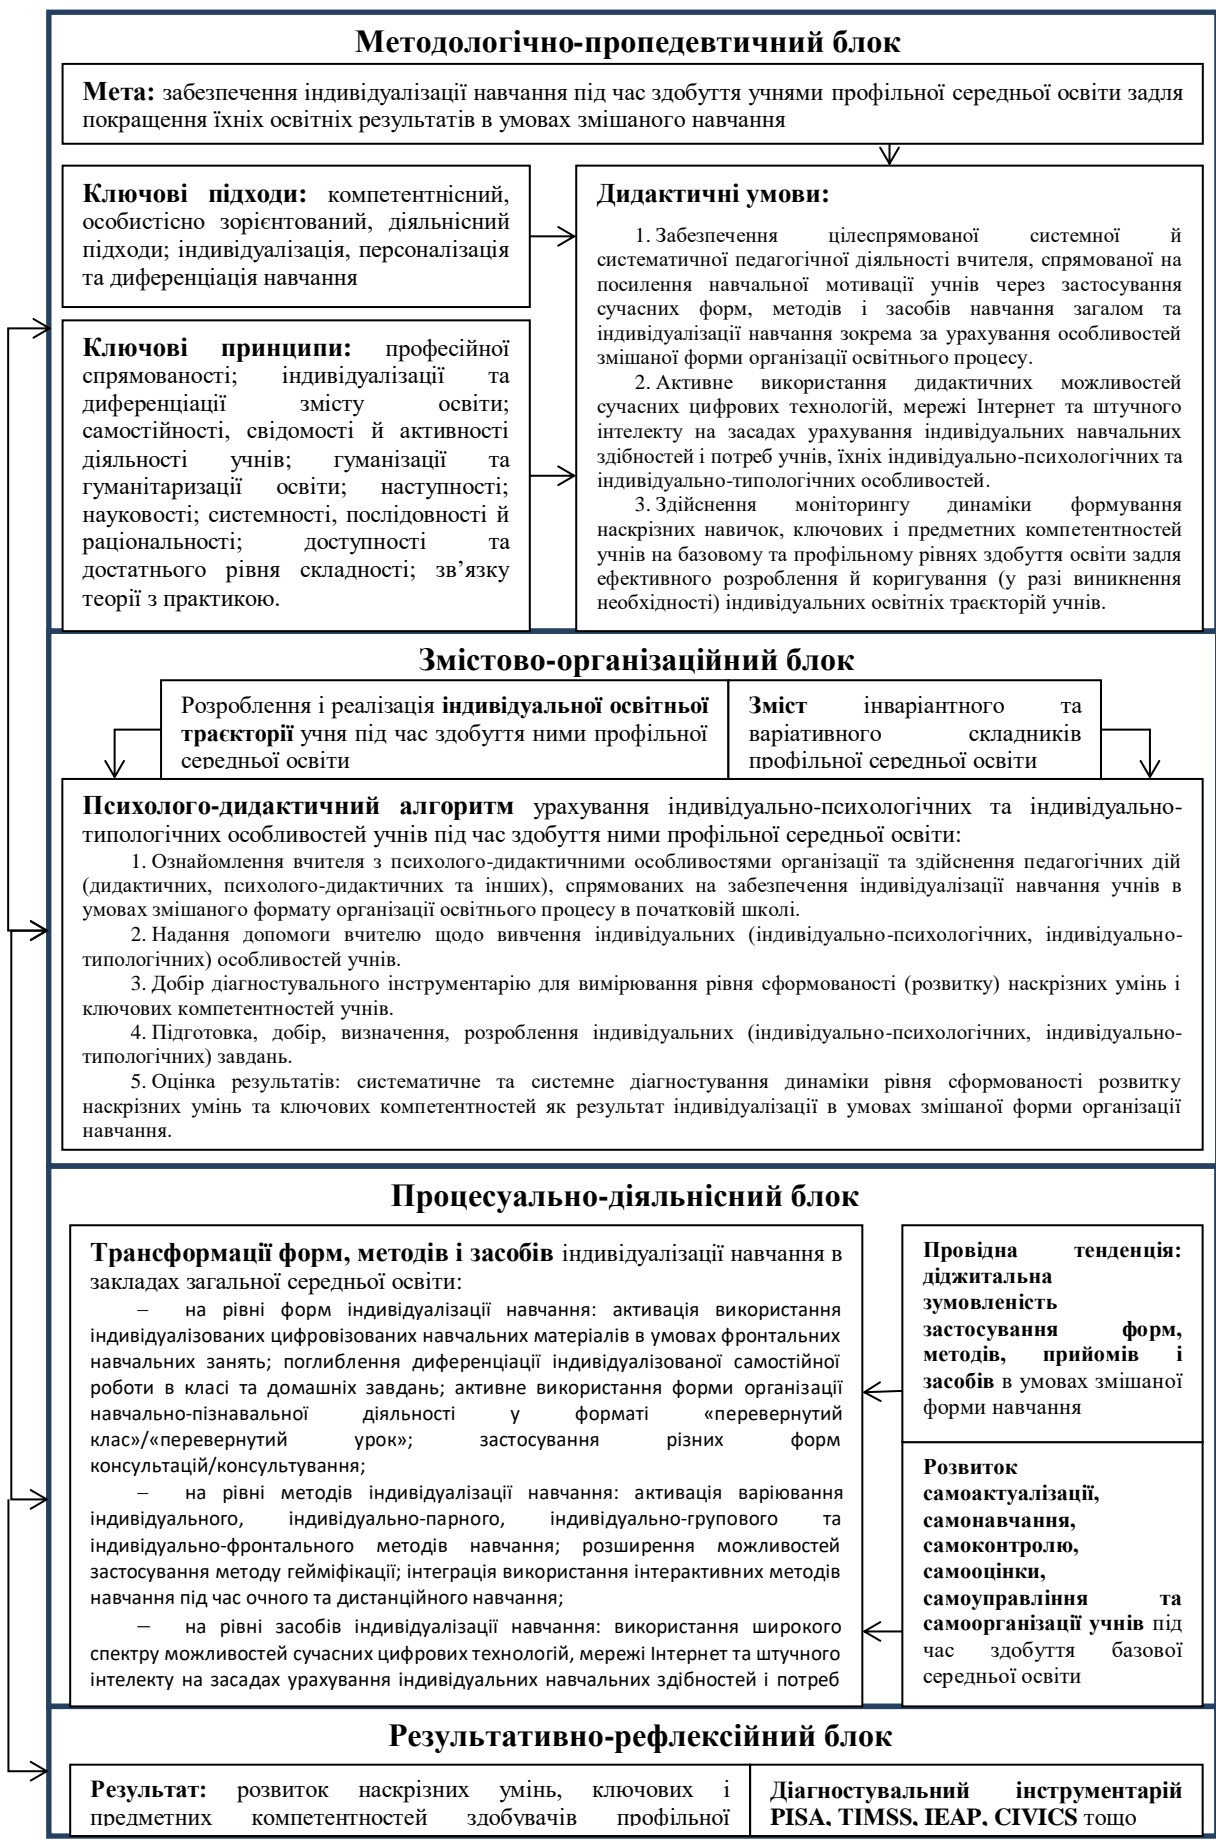 Методологічно-пропедевтичний блок
Мета: забезпечення індивідуалізації навчання під час здобуття учнями профільної середньої освіти задля
покращення їхніх освітніх результатів в умовах змішаного навчання
Ключові підходи: компетентнісний,
особистісно зорієнтований, діяльнісний
підходи; індивідуалізація, персоналізація
та диференціація навчання
Ключові принципи: професійної
спрямованості; індивідуалізації та
диференціації змісту освіти;
самостійності, свідомості й активності
діяльності учнів; гуманізації та
гуманітаризації освіти; наступності;
науковості; системності, послідовності й
раціональності; доступності та
достатнього рівня складності; зв’язку
теорії з практикою.
Дидактичні умови:
1. Забезпечення цілеспрямованої системної й
систематичної педагогічної діяльності вчителя, спрямованої на
посилення навчальної мотивації учнів через застосування
сучасних форм, методів і засобів навчання загалом та
індивідуалізації навчання зокрема за урахування особливостей
змішаної форми організації освітнього процесу.
2. Активне використання дидактичних можливостей
сучасних цифрових технологій, мережі Інтернет та штучного
інтелекту на засадах урахування індивідуальних навчальних
здібностей і потреб учнів, їхніх індивідуально-психологічних та
індивідуально-типологічних особливостей.
3. Здійснення моніторингу динаміки формування
наскрізних навичок, ключових і предметних компетентностей
учнів на базовому та профільному рівнях здобуття освіти задля
ефективного розроблення й коригування (у разі виникнення
необхідності) індивідуальних освітніх траєкторій учнів.
Змістово-організаційний блок
Розроблення і реалізація індивідуальної освітньої
траєкторії учня під час здобуття ними профільної
середньої освіти
Зміст інваріантного та
варіативного складників
профільної середньої освіти
Психолого-дидактичний алгоритм урахування індивідуально-психологічних та індивідуально-
типологічних особливостей учнів під час здобуття ними профільної середньої освіти:
1. Ознайомлення вчителя з психолого-дидактичними особливостями організації та здійснення педагогічних дій
(дидактичних, психолого-дидактичних та інших), спрямованих на забезпечення індивідуалізації навчання учнів в
умовах змішаного формату організації освітнього процесу в початковій школі.
2. Надання допомоги вчителю щодо вивчення індивідуальних (індивідуально-психологічних, індивідуально-
типологічних) особливостей учнів.
3. Добір діагностувального інструментарію для вимірювання рівня сформованості (розвитку) наскрізних умінь і
ключових компетентностей учнів.
4. Підготовка, добір, визначення, розроблення індивідуальних (індивідуально-психологічних, індивідуально-
типологічних) завдань.
5. Оцінка результатів: систематичне та системне діагностування динаміки рівня сформованості розвитку
наскрізних умінь та ключових компетентностей як результат індивідуалізації в умовах змішаної форми організації
навчання.
Процесуально-діяльнісний блок
Трансформації форм, методів і засобів індивідуалізації навчання в
закладах загальної середньої освіти:
– на рівні форм індивідуалізації навчання: активація використання
індивідуалізованих цифровізованих навчальних матеріалів в умовах фронтальних
навчальних занять; поглиблення диференціації індивідуалізованої самостійної
роботи в класі та домашніх завдань; активне використання форми організації
навчально-пізнавальної діяльності у форматі «перевернутий
клас»/«перевернутий урок»; застосування різних форм
консультацій/консультування;
– на рівні методів індивідуалізації навчання: активація варіювання
індивідуального, індивідуально-парного, індивідуально-групового та
індивідуально-фронтального методів навчання; розширення можливостей
застосування методу гейміфікації; інтеграція використання інтерактивних методів
навчання під час очного та дистанційного навчання;
– на рівні засобів індивідуалізації навчання: використання широкого
спектру можливостей сучасних цифрових технологій, мережі Інтернет та штучного
інтелекту на засадах урахування індивідуальних навчальних здібностей і потреб
Провідна тенденція:
діджитальна
зумовленість
застосування форм,
методів, прийомів і
засобів в умовах змішаної
форми навчання
Розвиток
самоактуалізації,
самонавчання,
самоконтролю,
самооцінки,
самоуправління та
самоорганізації учнів під
час здобуття базової
середньої освіти
Результативно-рефлексійний блок
Результат: розвиток наскрізних умінь, ключових і
предметних компетентностей здобувачів профільної
Діагностувальний інструментарій
PISA, TIMSS, IEAP, CIVICS тощо